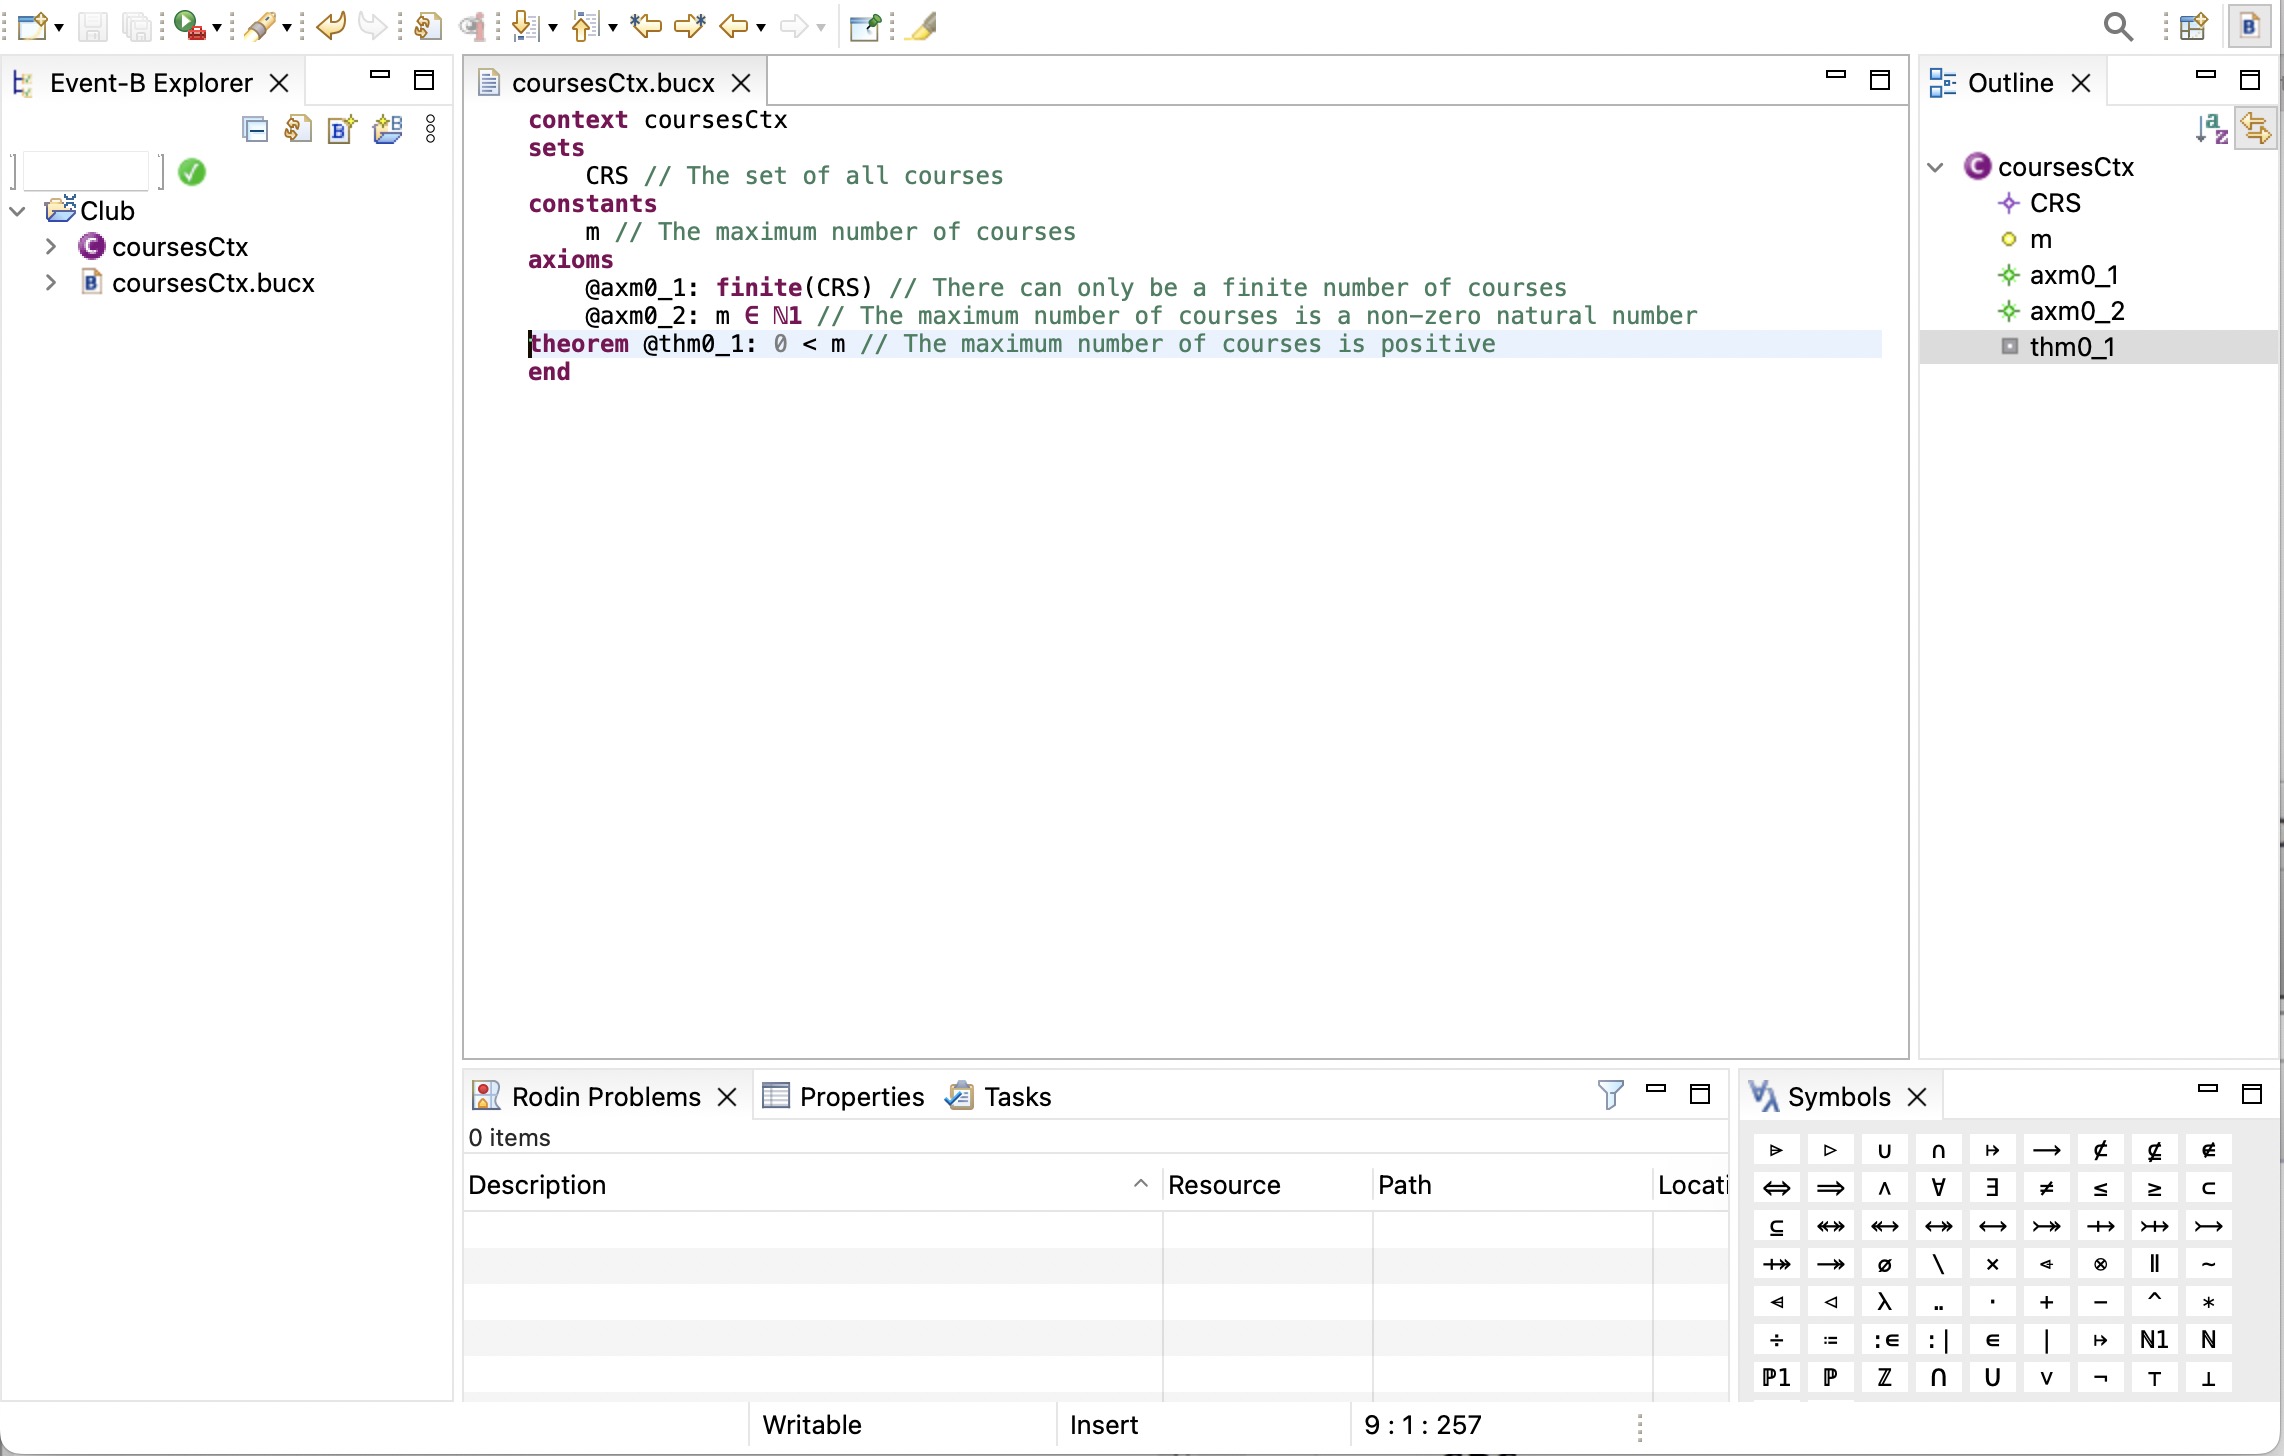 Event-B Explorer
coursesCtx.bucx
Outline
context coursesCtx
sets
CRS // The set of all courses
constants
m // The maximum number of courses
axioms
@axm0_1: finite(CRS) // There can only be a finite number of courses
@axm0_2: m ∈ ℕ1 // The maximum number of courses is a non-zero natural number
theorem @thm0_1: 0 < m // The maximum number of courses is positive
end
Club
coursesCtx
coursesCtx.bucx
coursesCtx
CRS
m
axm0_1
axm0_2
thm0_1
Rodin Problems
Properties
Tasks
0 items
Description
Resource
Path
Locati
Symbols
⩥ ▷ ∪ ∩ ⤔ → ⊄ ⊈ ∉
⇔ ⇒ ∧ ∀ ∃ ≠ ≤ ≥ ⊂
⊆  ↔ ⤖ ⇸ ⤔ ↣
⤀ ↠ ∅ ∖ × ⊗ ∥ ∼
⩤ ◁ λ ‥ · + − ^ ∗
÷ ≔ :∈ :∣ ∈ ∣ ↦ ℕ1 ℕ
ℙ1 ℙ ℤ ⋂ ⋃ ∨ ¬ ⊤ ⊥
Writable
Insert
9 : 1 : 257